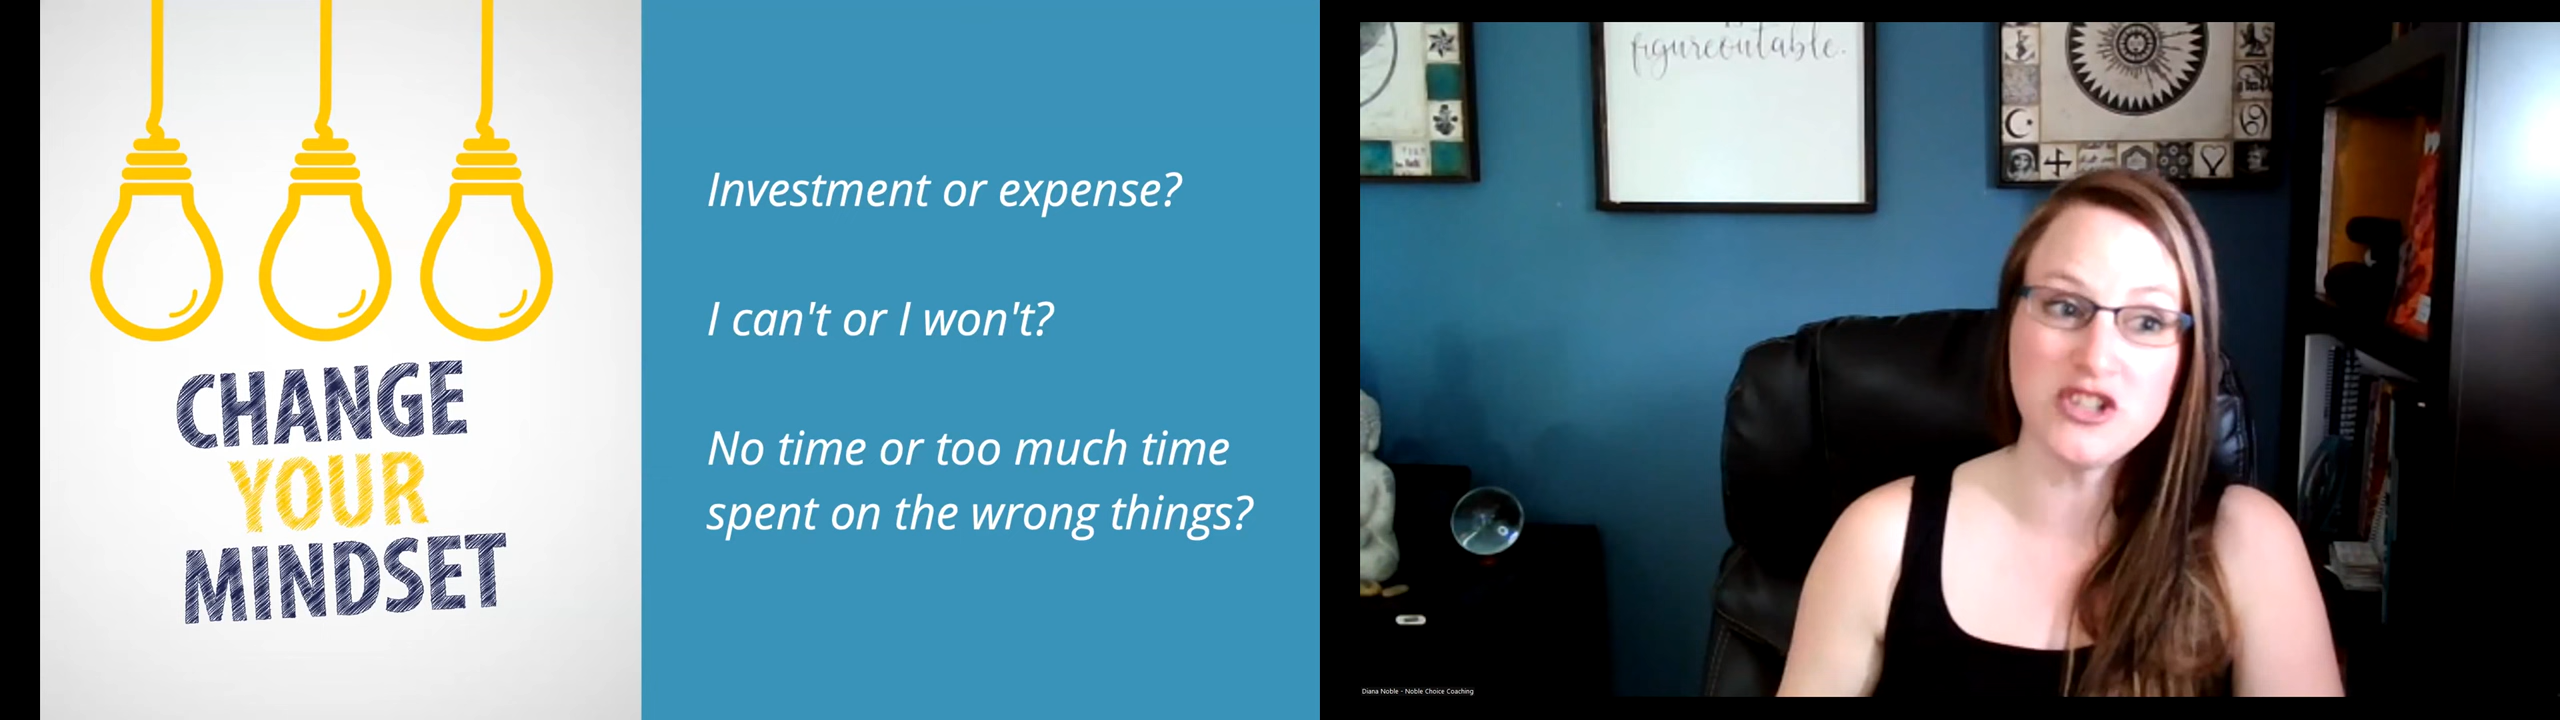 CHANGE
YOUR
MINDSET
Investment or expense?
I can't or I won't?
No time or too much time
spent on the wrong things?
figureoutable.
Diana Noble - Noble Choice Coaching